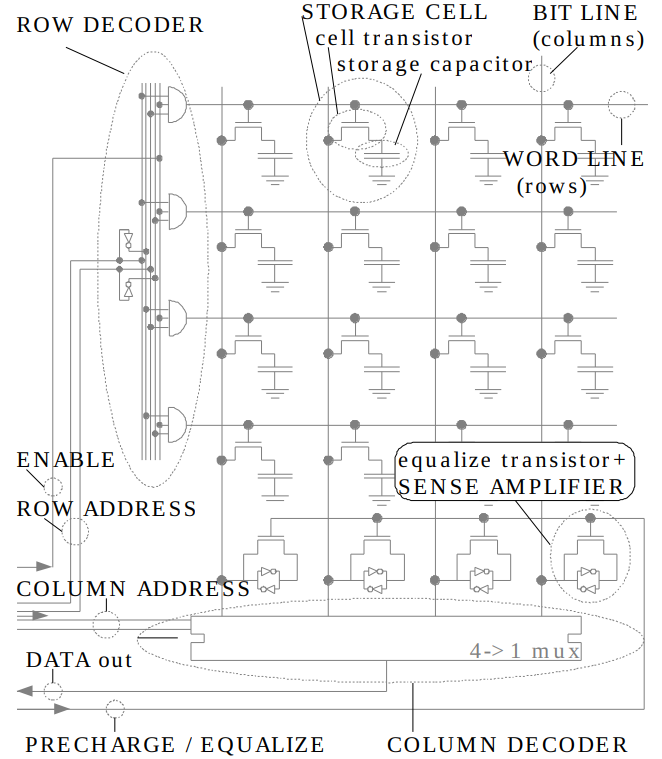 STORAGE CELL
BIT LINE
ROW DECODER
cell transistor
(columns)
storage capacitor
WORD LINE
(rows)
ENABLE
equalize transistor+
SENSE AMPLIFIER
ROW ADDRESS
COLUMN ADDRESS
4->1 mux
DATA out
PRECHARGE / EQUALIZE
COLUMN DECODER